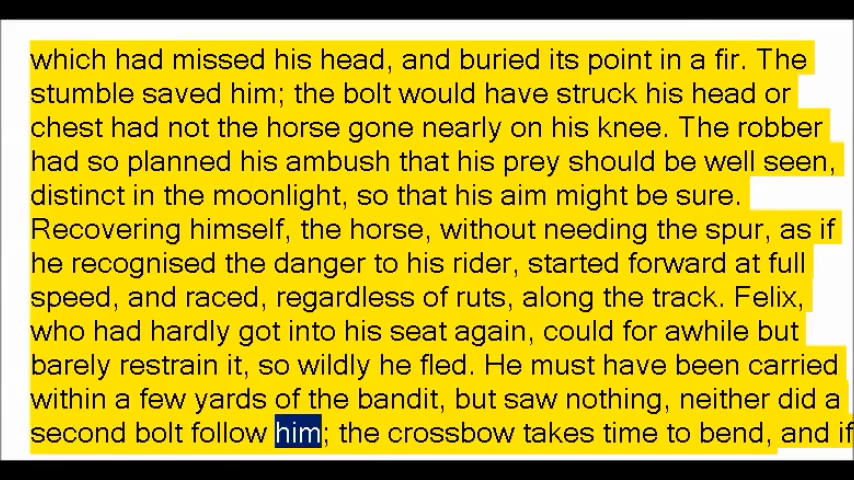 which had missed his head, and buried its point in a fir. The
stumble saved him; the bolt would have struck his head or
chest had not the horse gone nearly on his knee. The robber
had so planned his ambush that his prey should be well seen,
distinct in the moonlight, so that his aim might be sure.
Recovering himself, the horse, without needing the spur, as if
he recognised the danger to his rider, started forward at full
speed, and raced, regardless of ruts, along the track. Felix,
who had hardly got into his seat again, could for awhile but
barely restrain it, so wildly he fled. He must have been carried
within a few yards of the bandit, but saw nothing, neither did a
second bolt follow him; the crossbow takes time to bend, and if